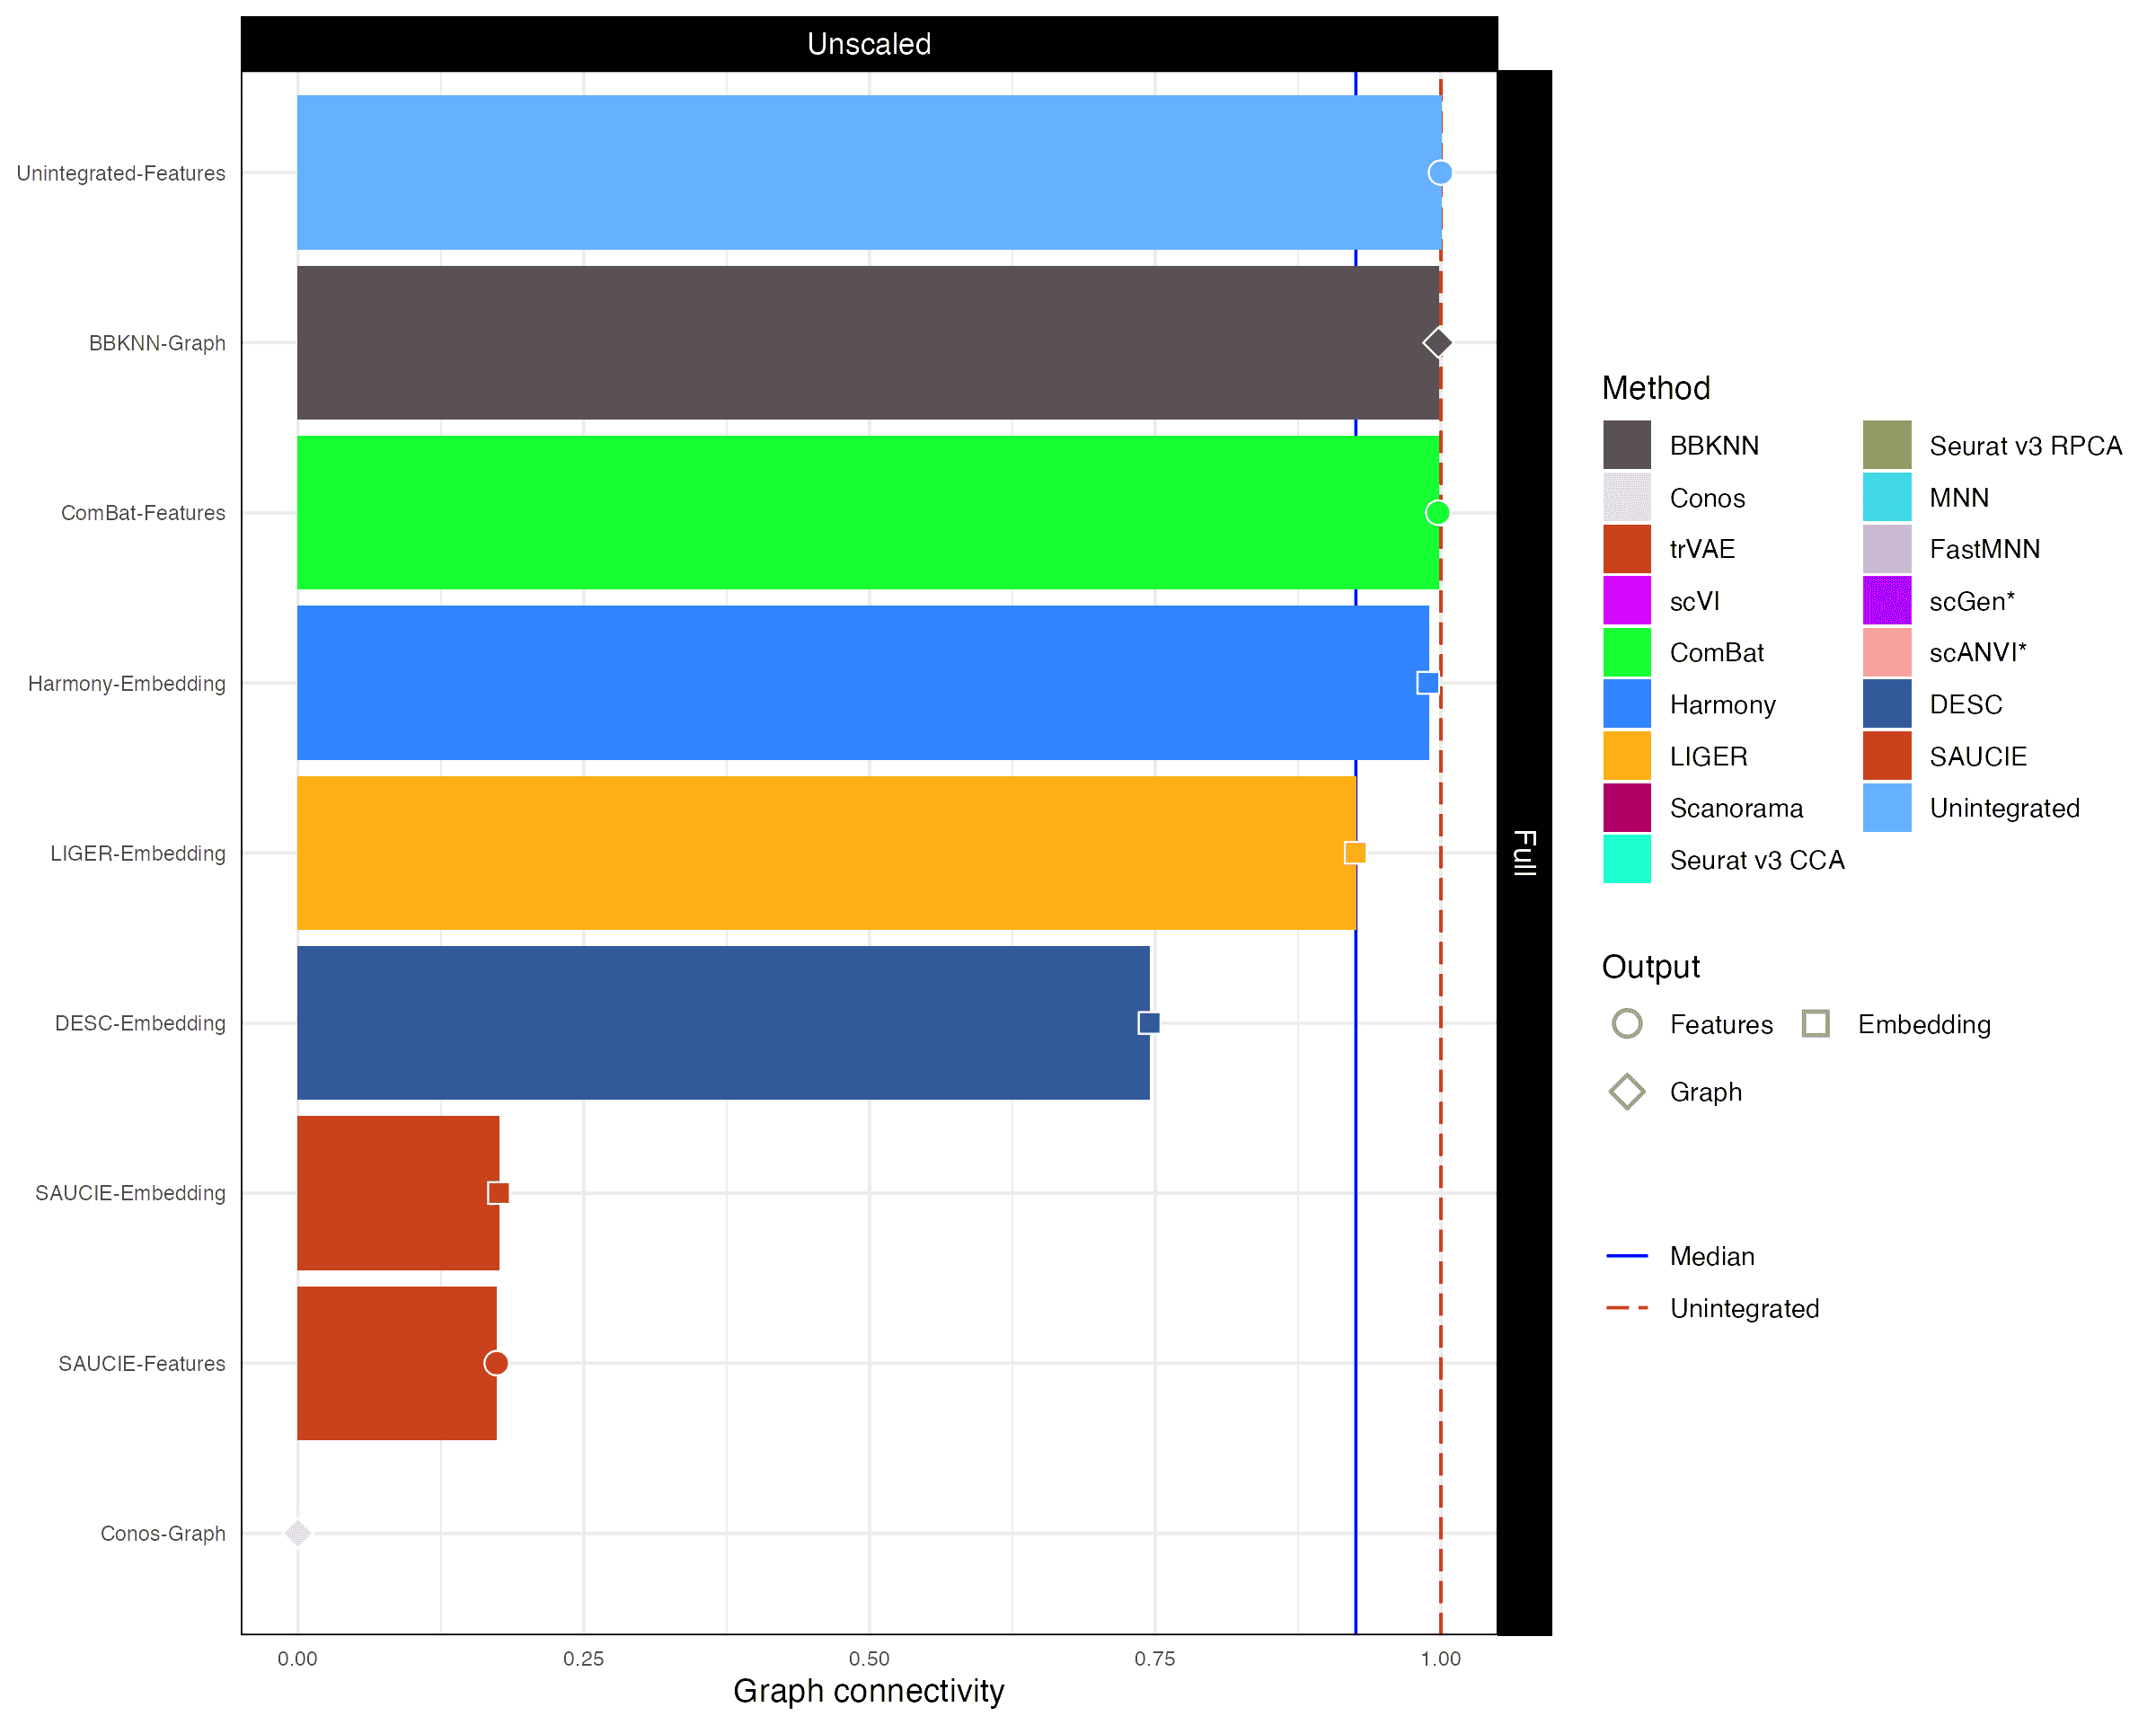 Unscaled
Unintegrated-Features
BBKNN-Graph
ComBat-Features
Harmony-Embedding
LIGER-Embedding
DESC-Embedding
SAUCIE-Embedding
SAUCIE-Features
Conos-Graph
0.00 0.25 0.50 0.75 1.00
Graph connectivity
Full
Method
BBKNN
Conos
trVAE
scVI
ComBat
Harmony
LIGER
Scanorama
Seurat v3 CCA
Seurat v3 RPCA
MNN
FastMNN
scGen*
scANVI*
DESC
SAUCIE
Unintegrated
Output
Features Embedding
Graph
Median
Unintegrated